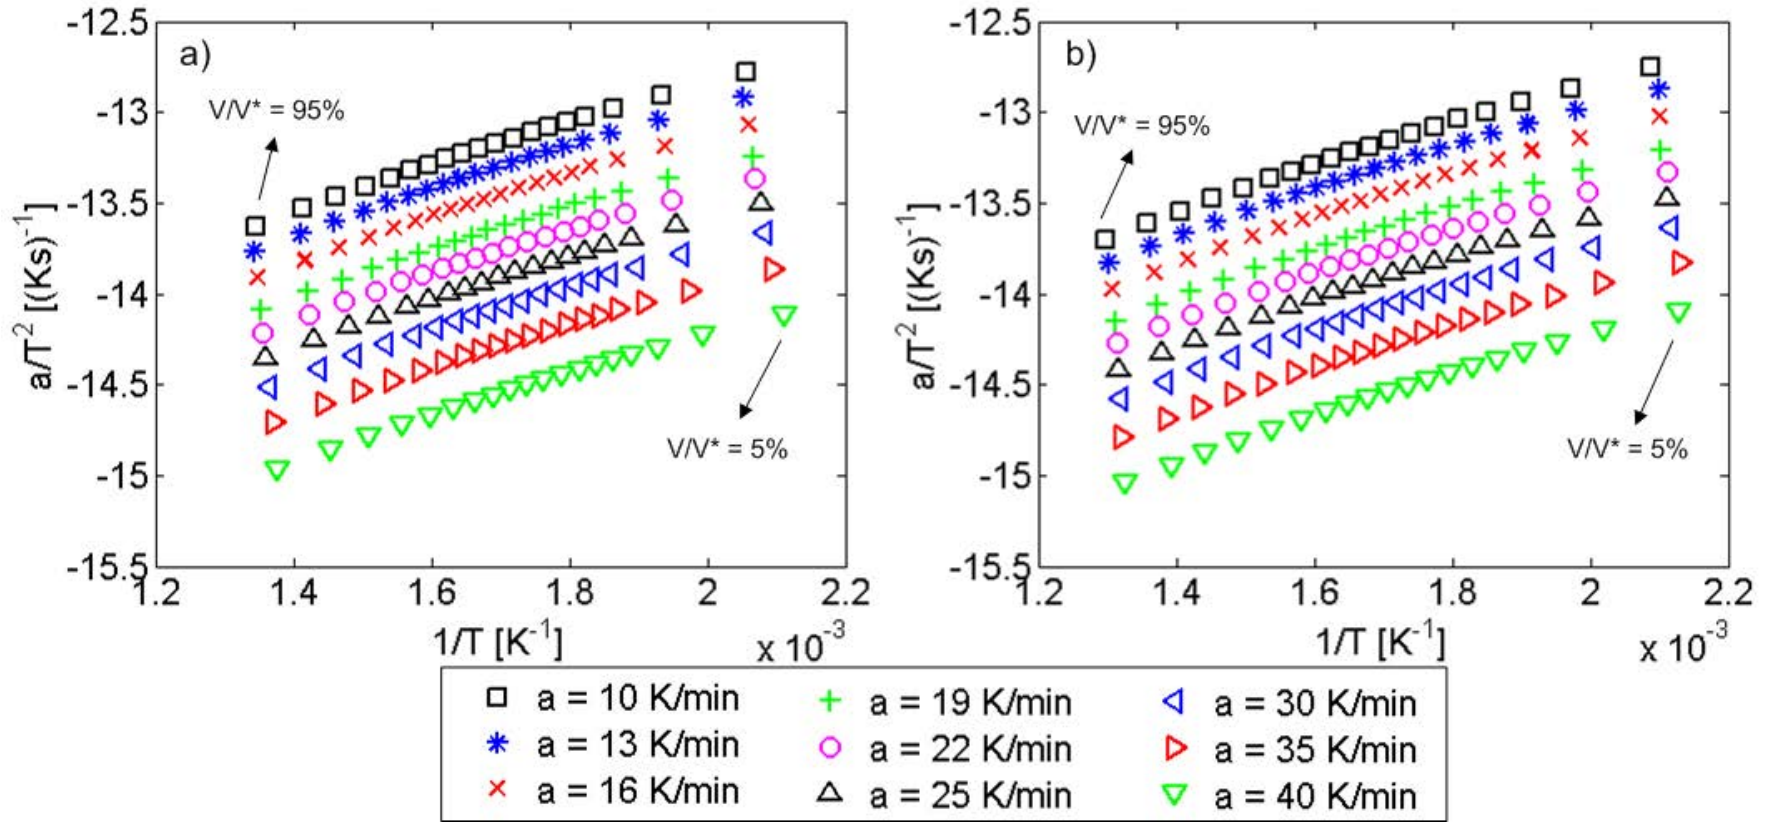 a)
V/V* = 95%
V/V* = 5%
-12.5
-13
-13.5
-14
-14.5
-15
-15.5
a/T² [(Ks)⁻¹]
1.2 1.4 1.6 1.8 2 2.2
1/T [K⁻¹]
x 10⁻³
b)
V/V* = 95%
V/V* = 5%
-12.5
-13
-13.5
-14
-14.5
-15
-15.5
a/T² [(Ks)⁻¹]
1.2 1.4 1.6 1.8 2 2.2
1/T [K⁻¹]
x 10⁻³
a = 10 K/min a = 19 K/min a = 30 K/min
a = 13 K/min a = 22 K/min a = 35 K/min
a = 16 K/min a = 25 K/min a = 40 K/min